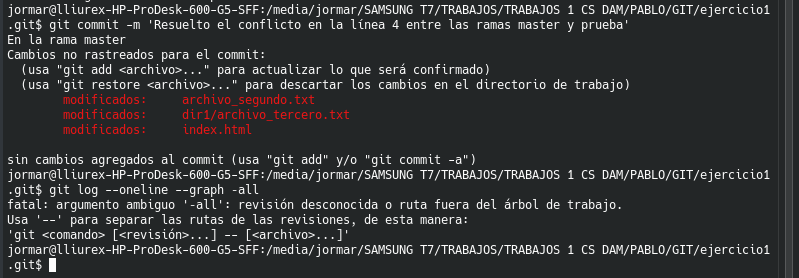 jormar@lliurex-HP-ProDesk-600-G5-SFF:/media/jormar/SAMSUNG T7/TRABAJOS/TRABAJOS 1 CS DAM/PABLO/GIT/ejercicio1
.git$ git commit -m 'Resuelto el conflicto en la línea 4 entre las ramas master y prueba'
En la rama master
Cambios no rastreados para el commit:
  (usa "git add <archivo>..." para actualizar lo que será confirmado)
  (usa "git restore <archivo>..." para descartar los cambios en el directorio de trabajo)
        modificados:     archivo_segundo.txt
        modificados:     dir1/archivo_tercero.txt
        modificados:     index.html

sin cambios agregados al commit (usa "git add" y/o "git commit -a")
jormar@lliurex-HP-ProDesk-600-G5-SFF:/media/jormar/SAMSUNG T7/TRABAJOS/TRABAJOS 1 CS DAM/PABLO/GIT/ejercicio1
.git$ git log --oneline --graph -all
fatal: argumento ambiguo '-all': revisión desconocida o ruta fuera del árbol de trabajo.
Usa '--' para separar las rutas de las revisiones, de esta manera:
'git <comando> [<revisión>...] -- [<archivo>...]'
jormar@lliurex-HP-ProDesk-600-G5-SFF:/media/jormar/SAMSUNG T7/TRABAJOS/TRABAJOS 1 CS DAM/PABLO/GIT/ejercicio1
.git$